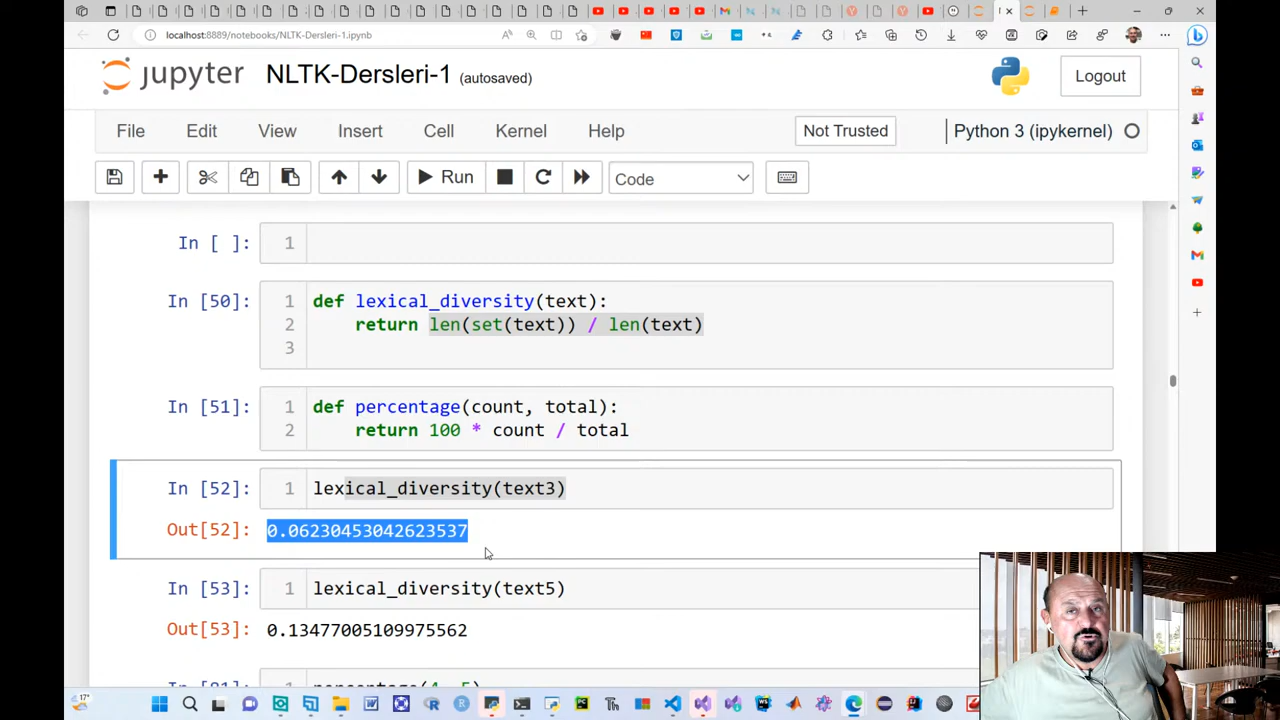 localhost:8889/notebooks/NLTK-Dersleri-1.ipynb
jupyter NLTK-Dersleri-1 (autosaved)
Logout
File Edit View Insert Cell Kernel Help
Not Trusted
Python 3 (ipykernel)
Run
Code
In [ ]: 1
In [50]: 1 def lexical_diversity(text):
2 return len(set(text)) / len(text)
3
In [51]: 1 def percentage(count, total):
2 return 100 * count / total
In [52]: 1 lexical_diversity(text3)
Out[52]: 0.06230453042623537
In [53]: 1 lexical_diversity(text5)
Out[53]: 0.13477005109975562
17°